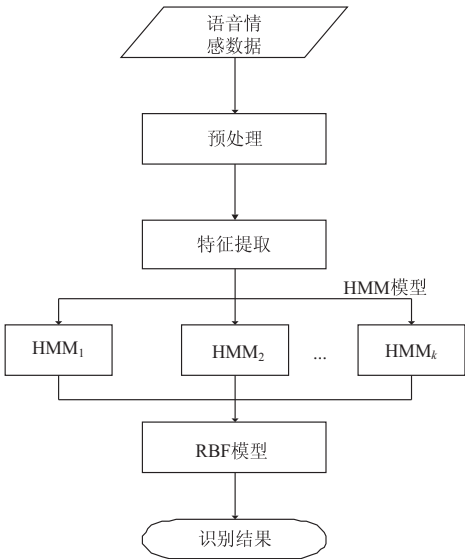 语音情
感数据
预处理
特征提取
HMM模型
HMM₁
HMM₂
...
HMMₖ
RBF模型
识别结果